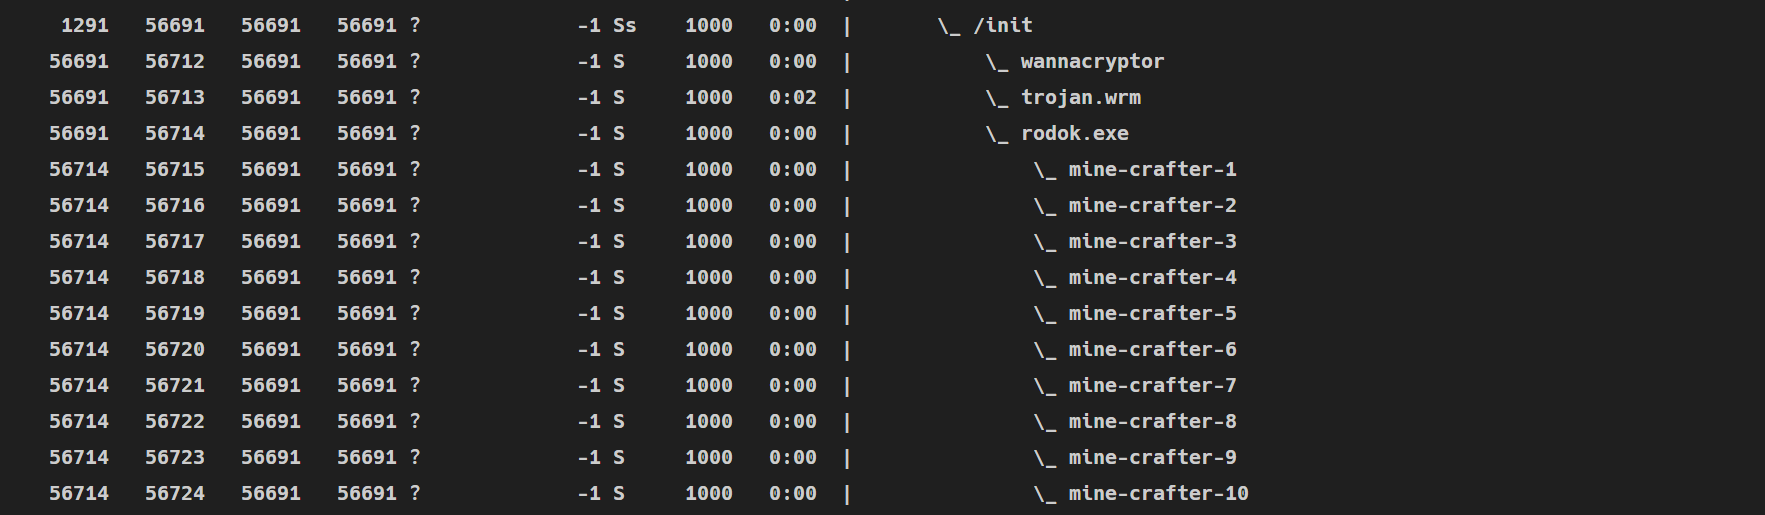 1291 56691 56691 56691 ? -1 Ss 1000 0:00 | \_ /init
56691 56712 56691 56691 ? -1 S 1000 0:00 | \_ wannacryptor
56691 56713 56691 56691 ? -1 S 1000 0:02 | \_ trojan.wrm
56691 56714 56691 56691 ? -1 S 1000 0:00 | \_ rodok.exe
56714 56715 56691 56691 ? -1 S 1000 0:00 | \_ mine-crafter-1
56714 56716 56691 56691 ? -1 S 1000 0:00 | \_ mine-crafter-2
56714 56717 56691 56691 ? -1 S 1000 0:00 | \_ mine-crafter-3
56714 56718 56691 56691 ? -1 S 1000 0:00 | \_ mine-crafter-4
56714 56719 56691 56691 ? -1 S 1000 0:00 | \_ mine-crafter-5
56714 56720 56691 56691 ? -1 S 1000 0:00 | \_ mine-crafter-6
56714 56721 56691 56691 ? -1 S 1000 0:00 | \_ mine-crafter-7
56714 56722 56691 56691 ? -1 S 1000 0:00 | \_ mine-crafter-8
56714 56723 56691 56691 ? -1 S 1000 0:00 | \_ mine-crafter-9
56714 56724 56691 56691 ? -1 S 1000 0:00 | \_ mine-crafter-10